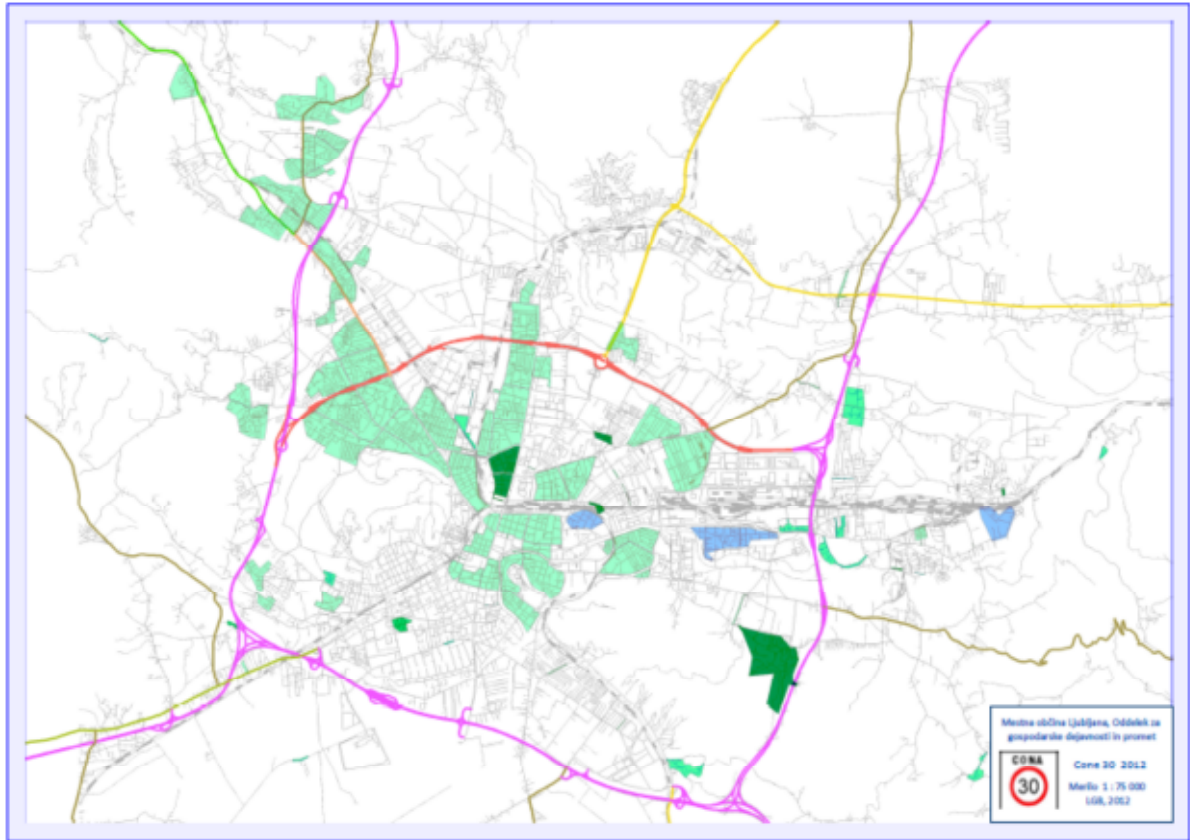 Mestna občina Ljubljana, Oddelek za
gospodarske dejavnosti in promet
CONA
30
Cone 30 2012
Merilo 1 : 75 000
LGB, 2012